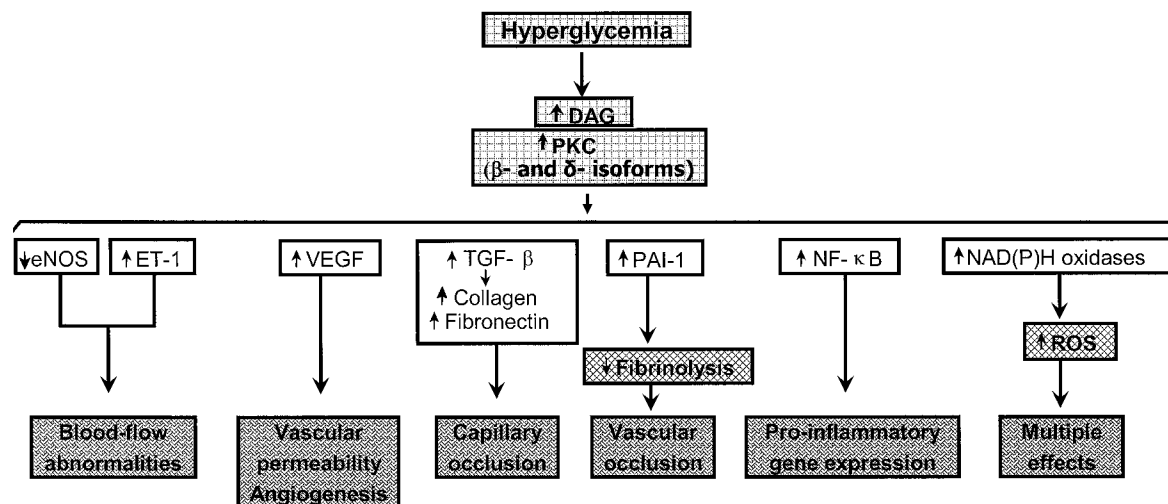 Hyperglycemia
↑ DAG
↑ PKC
(β- and δ- isoforms)
↓eNOS
↑ ET-1
↑ VEGF
↑ TGF- β
↓
↑ Collagen
↑ Fibronectin
↑ PAI-1
↑ NF- κB
↑NAD(P)H oxidases
↓ Fibrinolysis
↑ ROS
Blood-flow
abnormalities
Vascular
permeability
Angiogenesis
Capillary
occlusion
Vascular
occlusion
Pro-inflammatory
gene expression
Multiple
effects